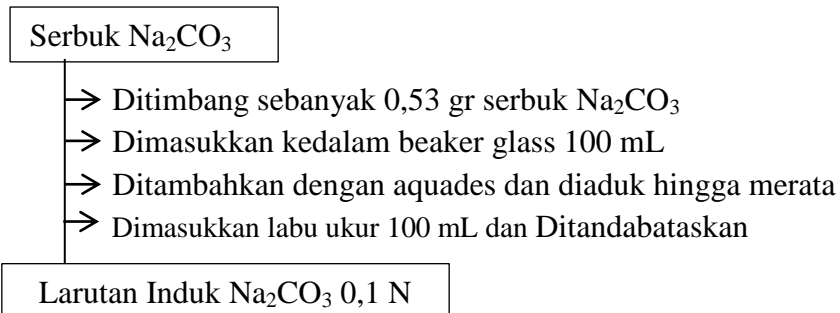 Serbuk Na₂CO₃
Ditimbang sebanyak 0,53 gr serbuk Na₂CO₃
Dimasukkan kedalam beaker glass 100 mL
Ditambahkan dengan aquades dan diaduk hingga merata
Dimasukkan labu ukur 100 mL dan Ditandabataskan
Larutan Induk Na₂CO₃ 0,1 N